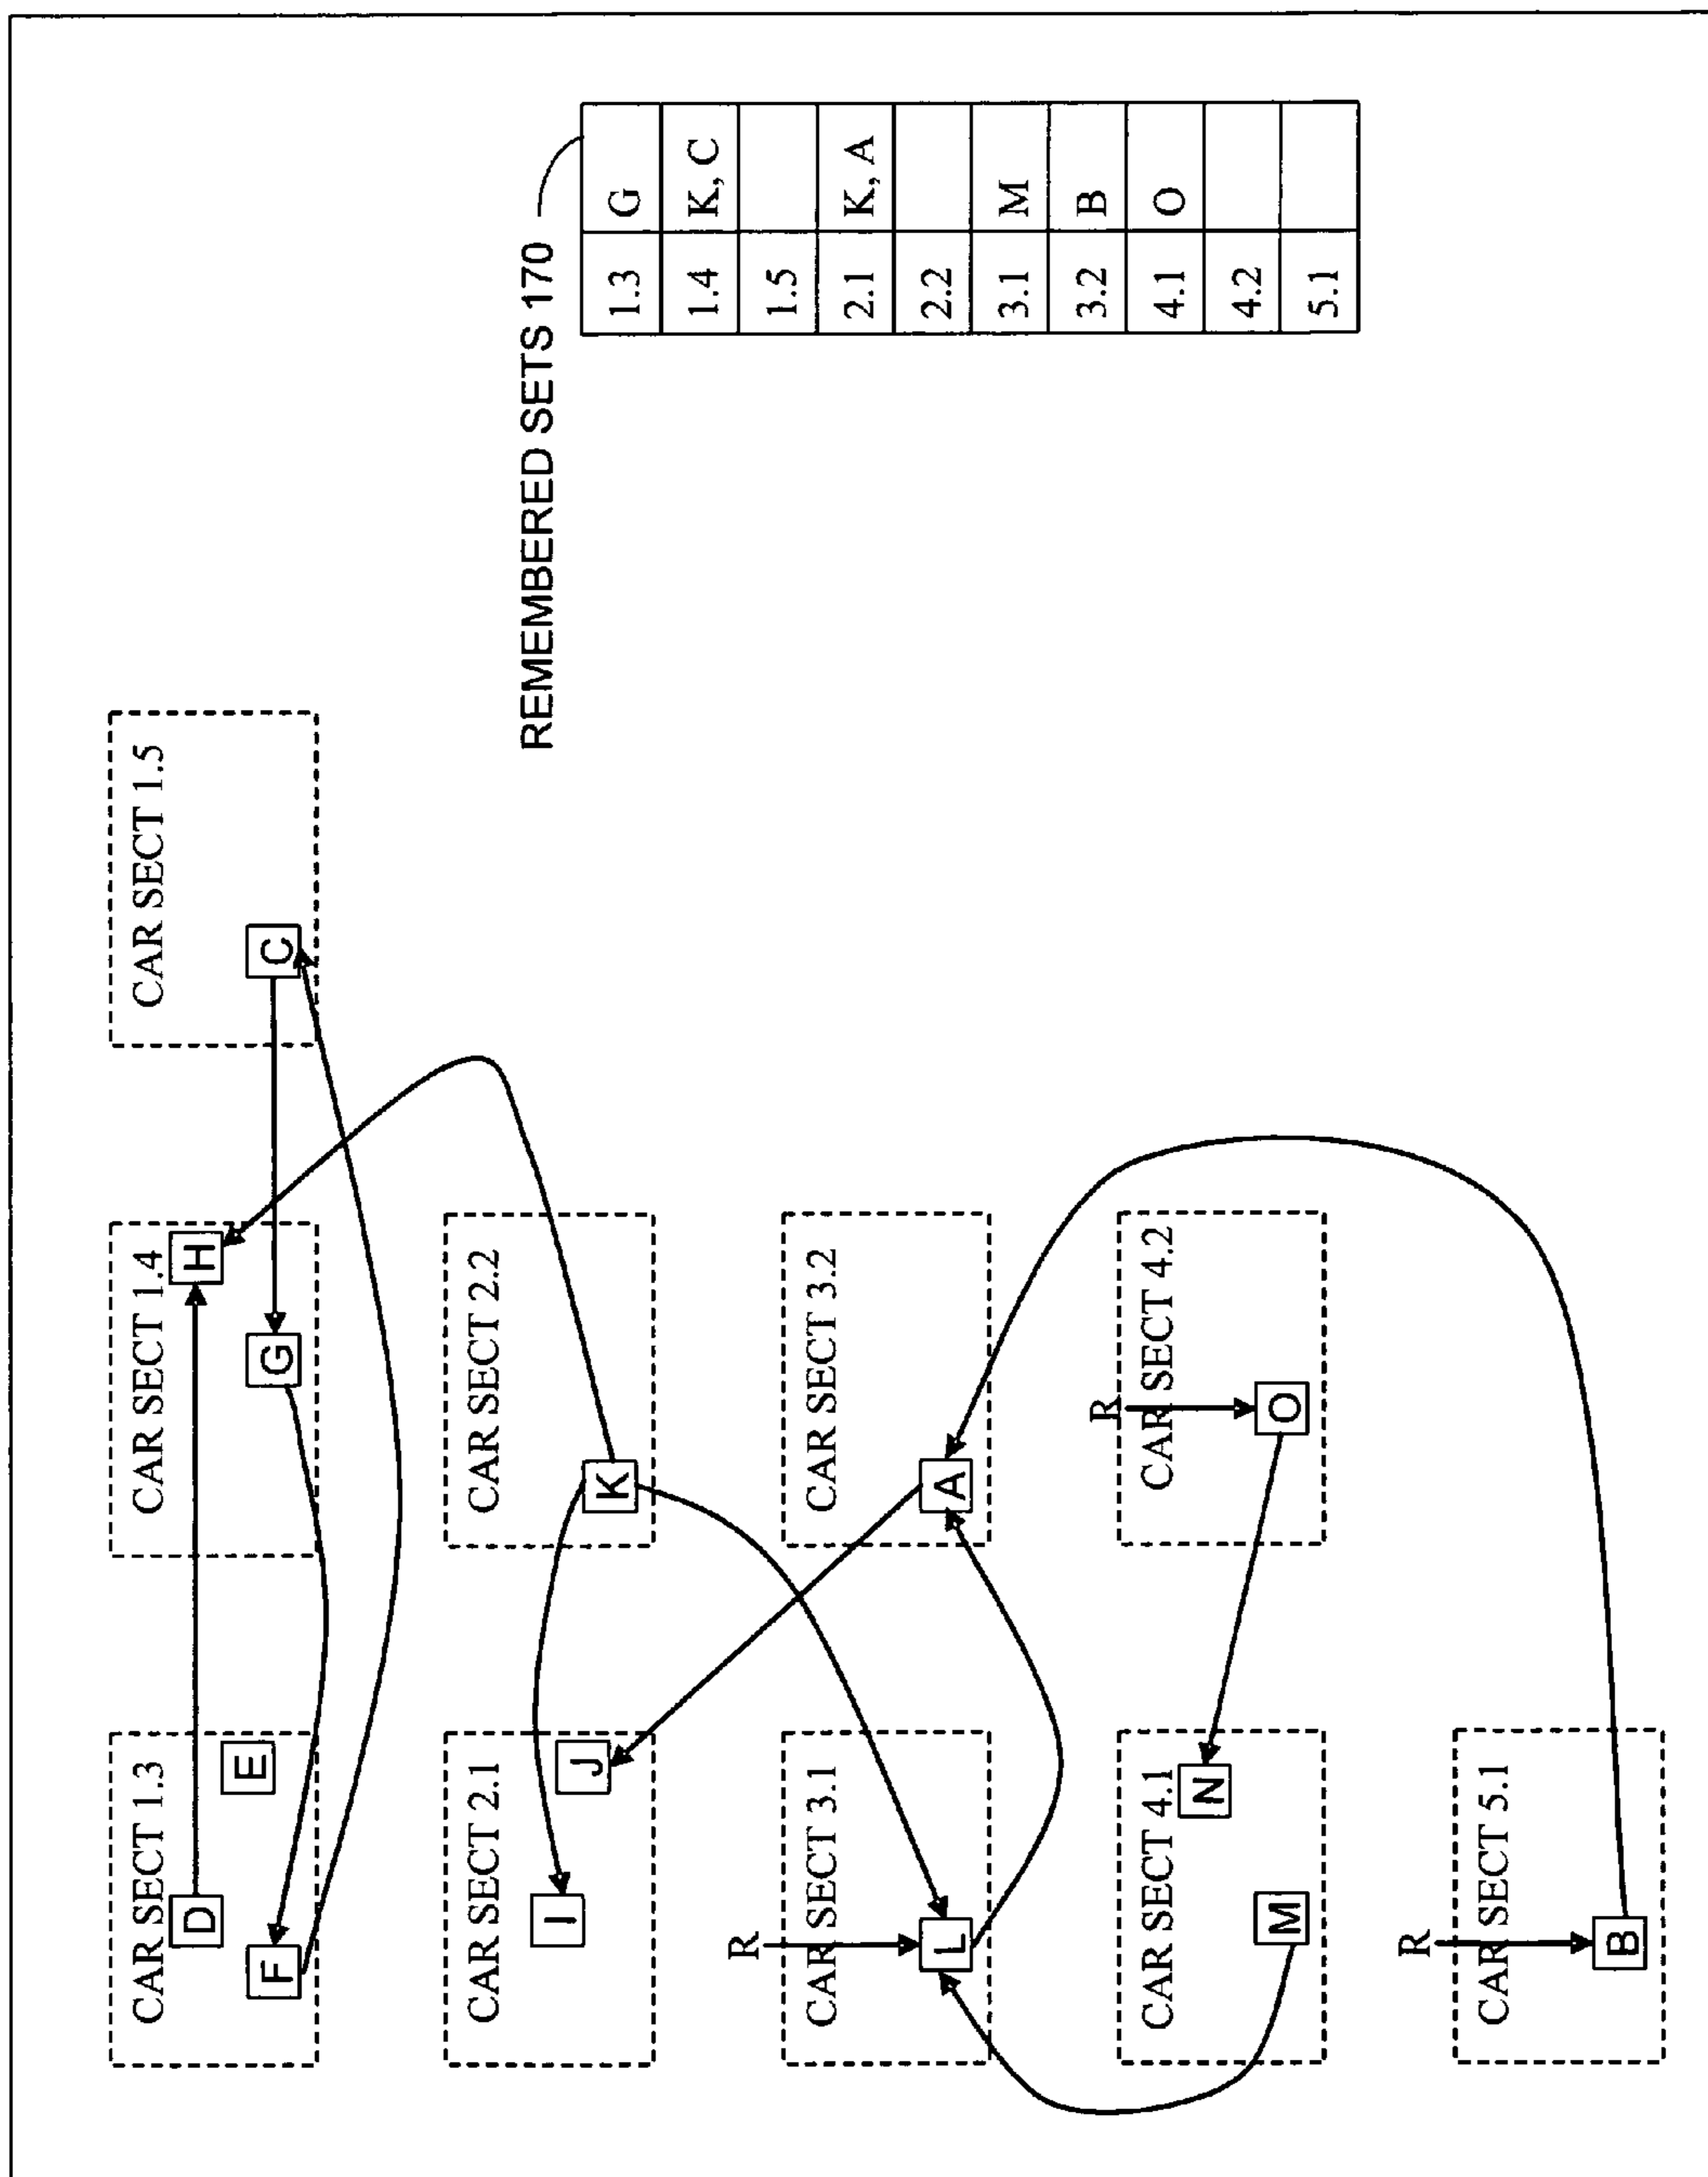 CAR SECT 1.3
D
E
F
CAR SECT 1.4
H
G
CAR SECT 1.5
C
CAR SECT 2.1
I
J
CAR SECT 2.2
K
R
CAR SECT 3.1
L
CAR SECT 3.2
A
CAR SECT 4.1
N
M
R
CAR SECT 4.2
O
R
CAR SECT 5.1
B
REMEMBERED SETS 170
1.3 G
1.4 K, C
1.5
2.1 K, A
2.2
3.1 M
3.2 B
4.1 O
4.2
5.1